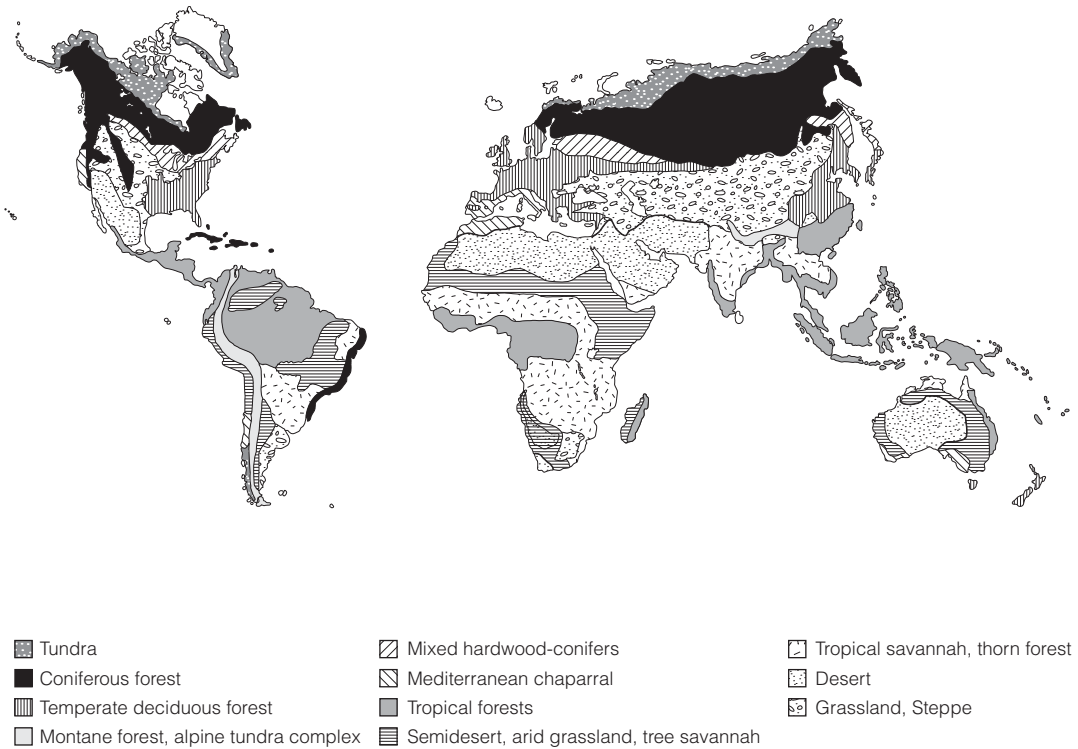 Tundra
Coniferous forest
Temperate deciduous forest
Montane forest, alpine tundra complex
Mixed hardwood-conifers
Mediterranean chaparral
Tropical forests
Semidesert, arid grassland, tree savannah
Tropical savannah, thorn forest
Desert
Grassland, Steppe